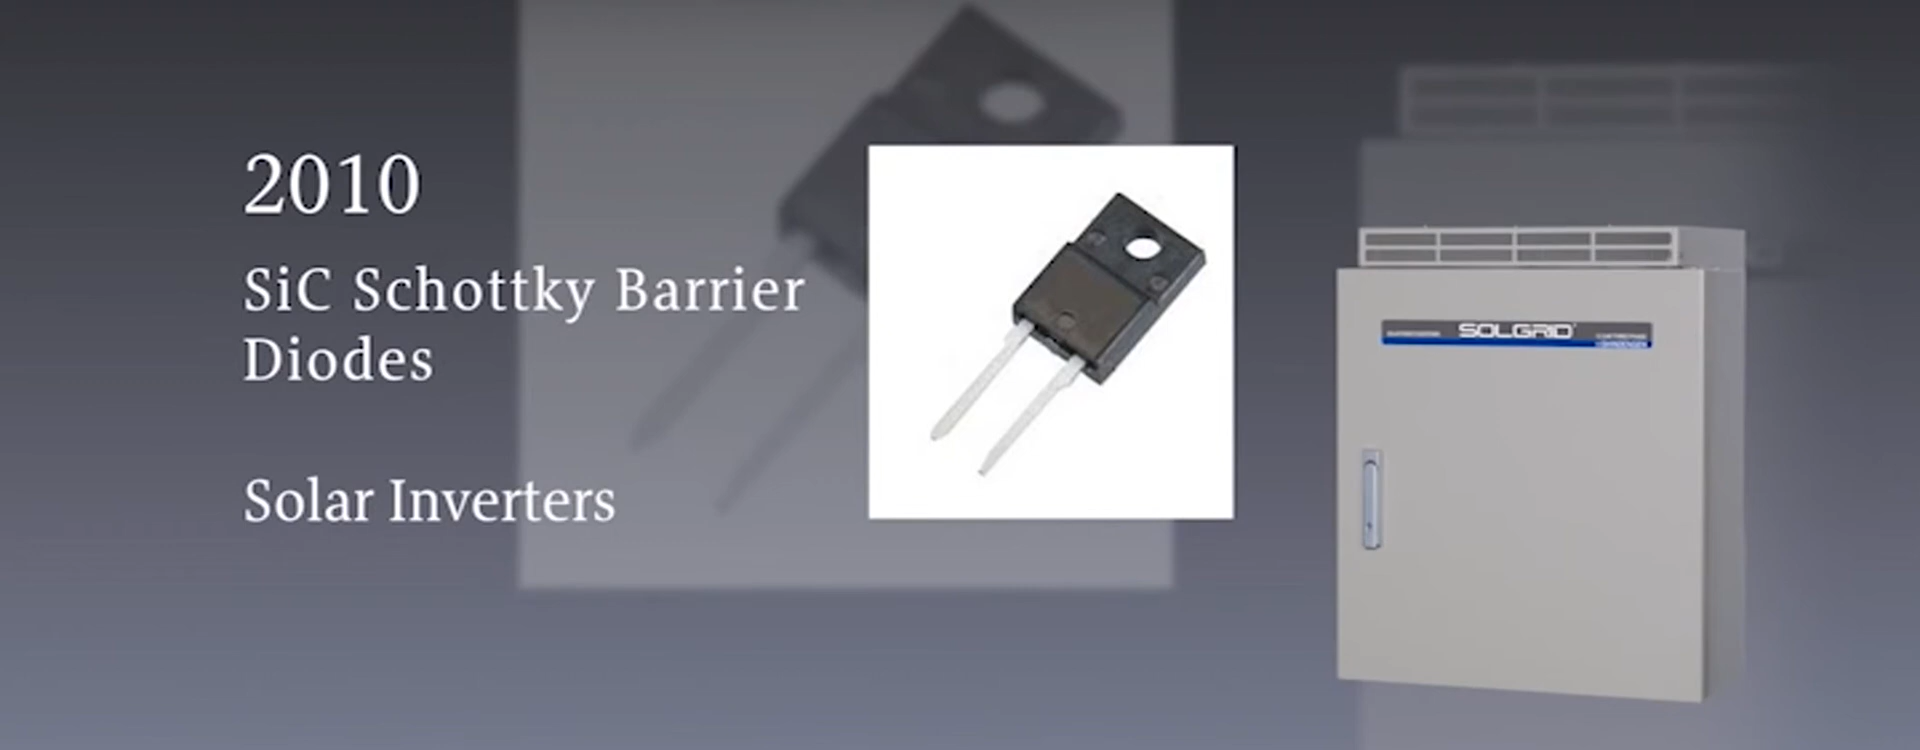 2010
SiC Schottky Barrier
Diodes
Solar Inverters
SOLGRID